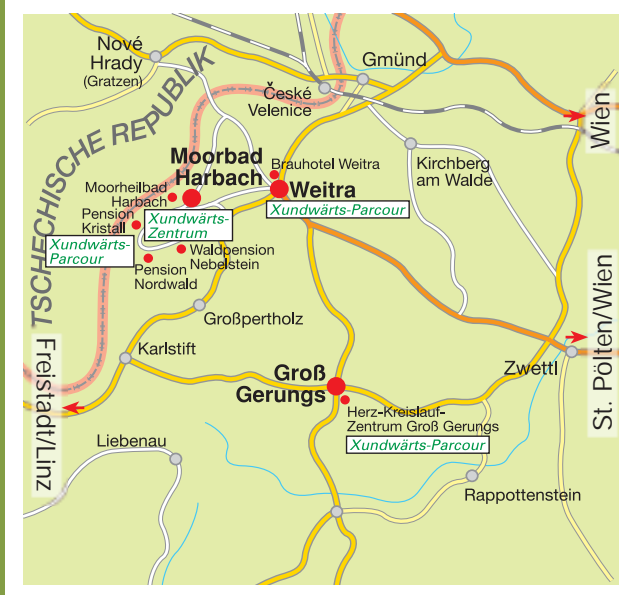 Nové
Hrady
(Gratzen)
Gmünd
České
Velenice
Wien
TSCHECHISCHE REPUBLIK
Moorbad
Harbach
Brauhotel Weitra
Kirchberg
am Walde
Moorheilbad
Harbach
Weitra
Xundwärts-Parcour
Pension
Kristall
Xundwärts-
Zentrum
Xundwärts-
Parcour
Waldpension
Nebelstein
Pension
Nordwald
Großpertholz
Karlstift
Freistadt/Linz
St. Pölten/Wien
Zwettl
Groß
Gerungs
Herz-Kreislauf-
Zentrum Groß Gerungs
Xundwärts-Parcour
Liebenau
Rappottenstein